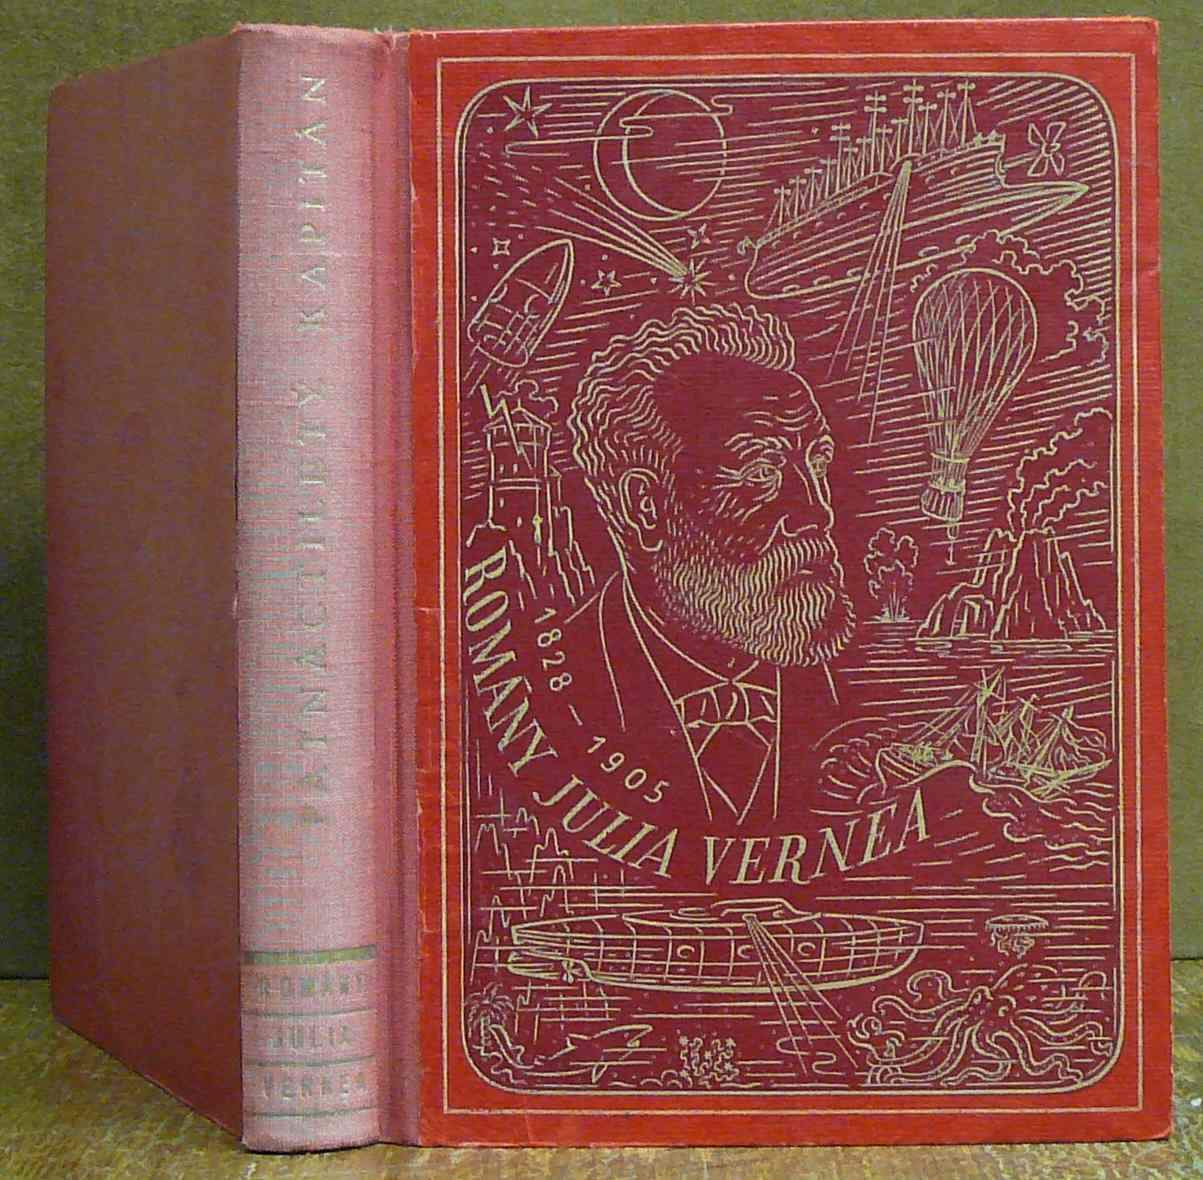 PATNÁCTILETÝ KAPITÁN
ROMÁNY
JULIA
VERNEA
1828 – 1905
ROMÁNY JULIA VERNEA